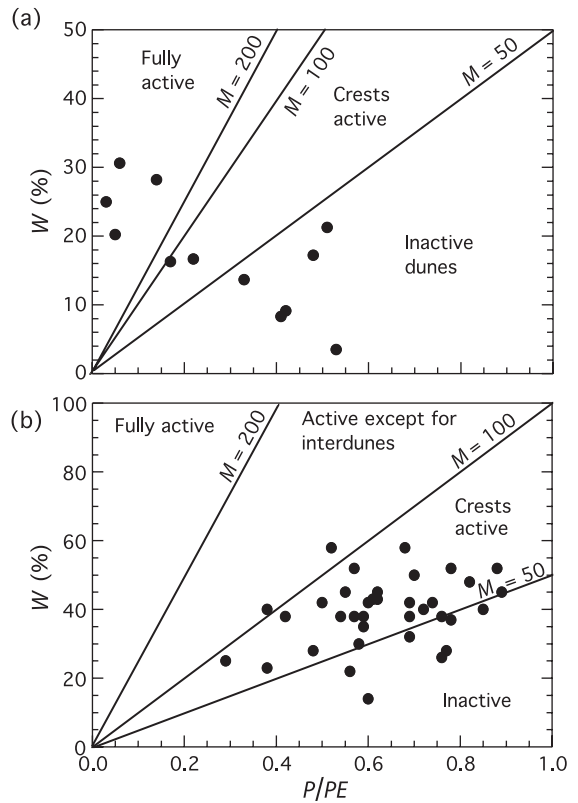 (a)
50
40
30
20
10
0
W (%)
Fully
active
M = 200
M = 100
Crests
active
M = 50
Inactive
dunes
(b)
100
80
60
40
20
0
W (%)
Fully active
M = 200
Active except for
interdunes
M = 100
Crests
active
M = 50
Inactive
0.0 0.2 0.4 0.6 0.8 1.0
P/PE